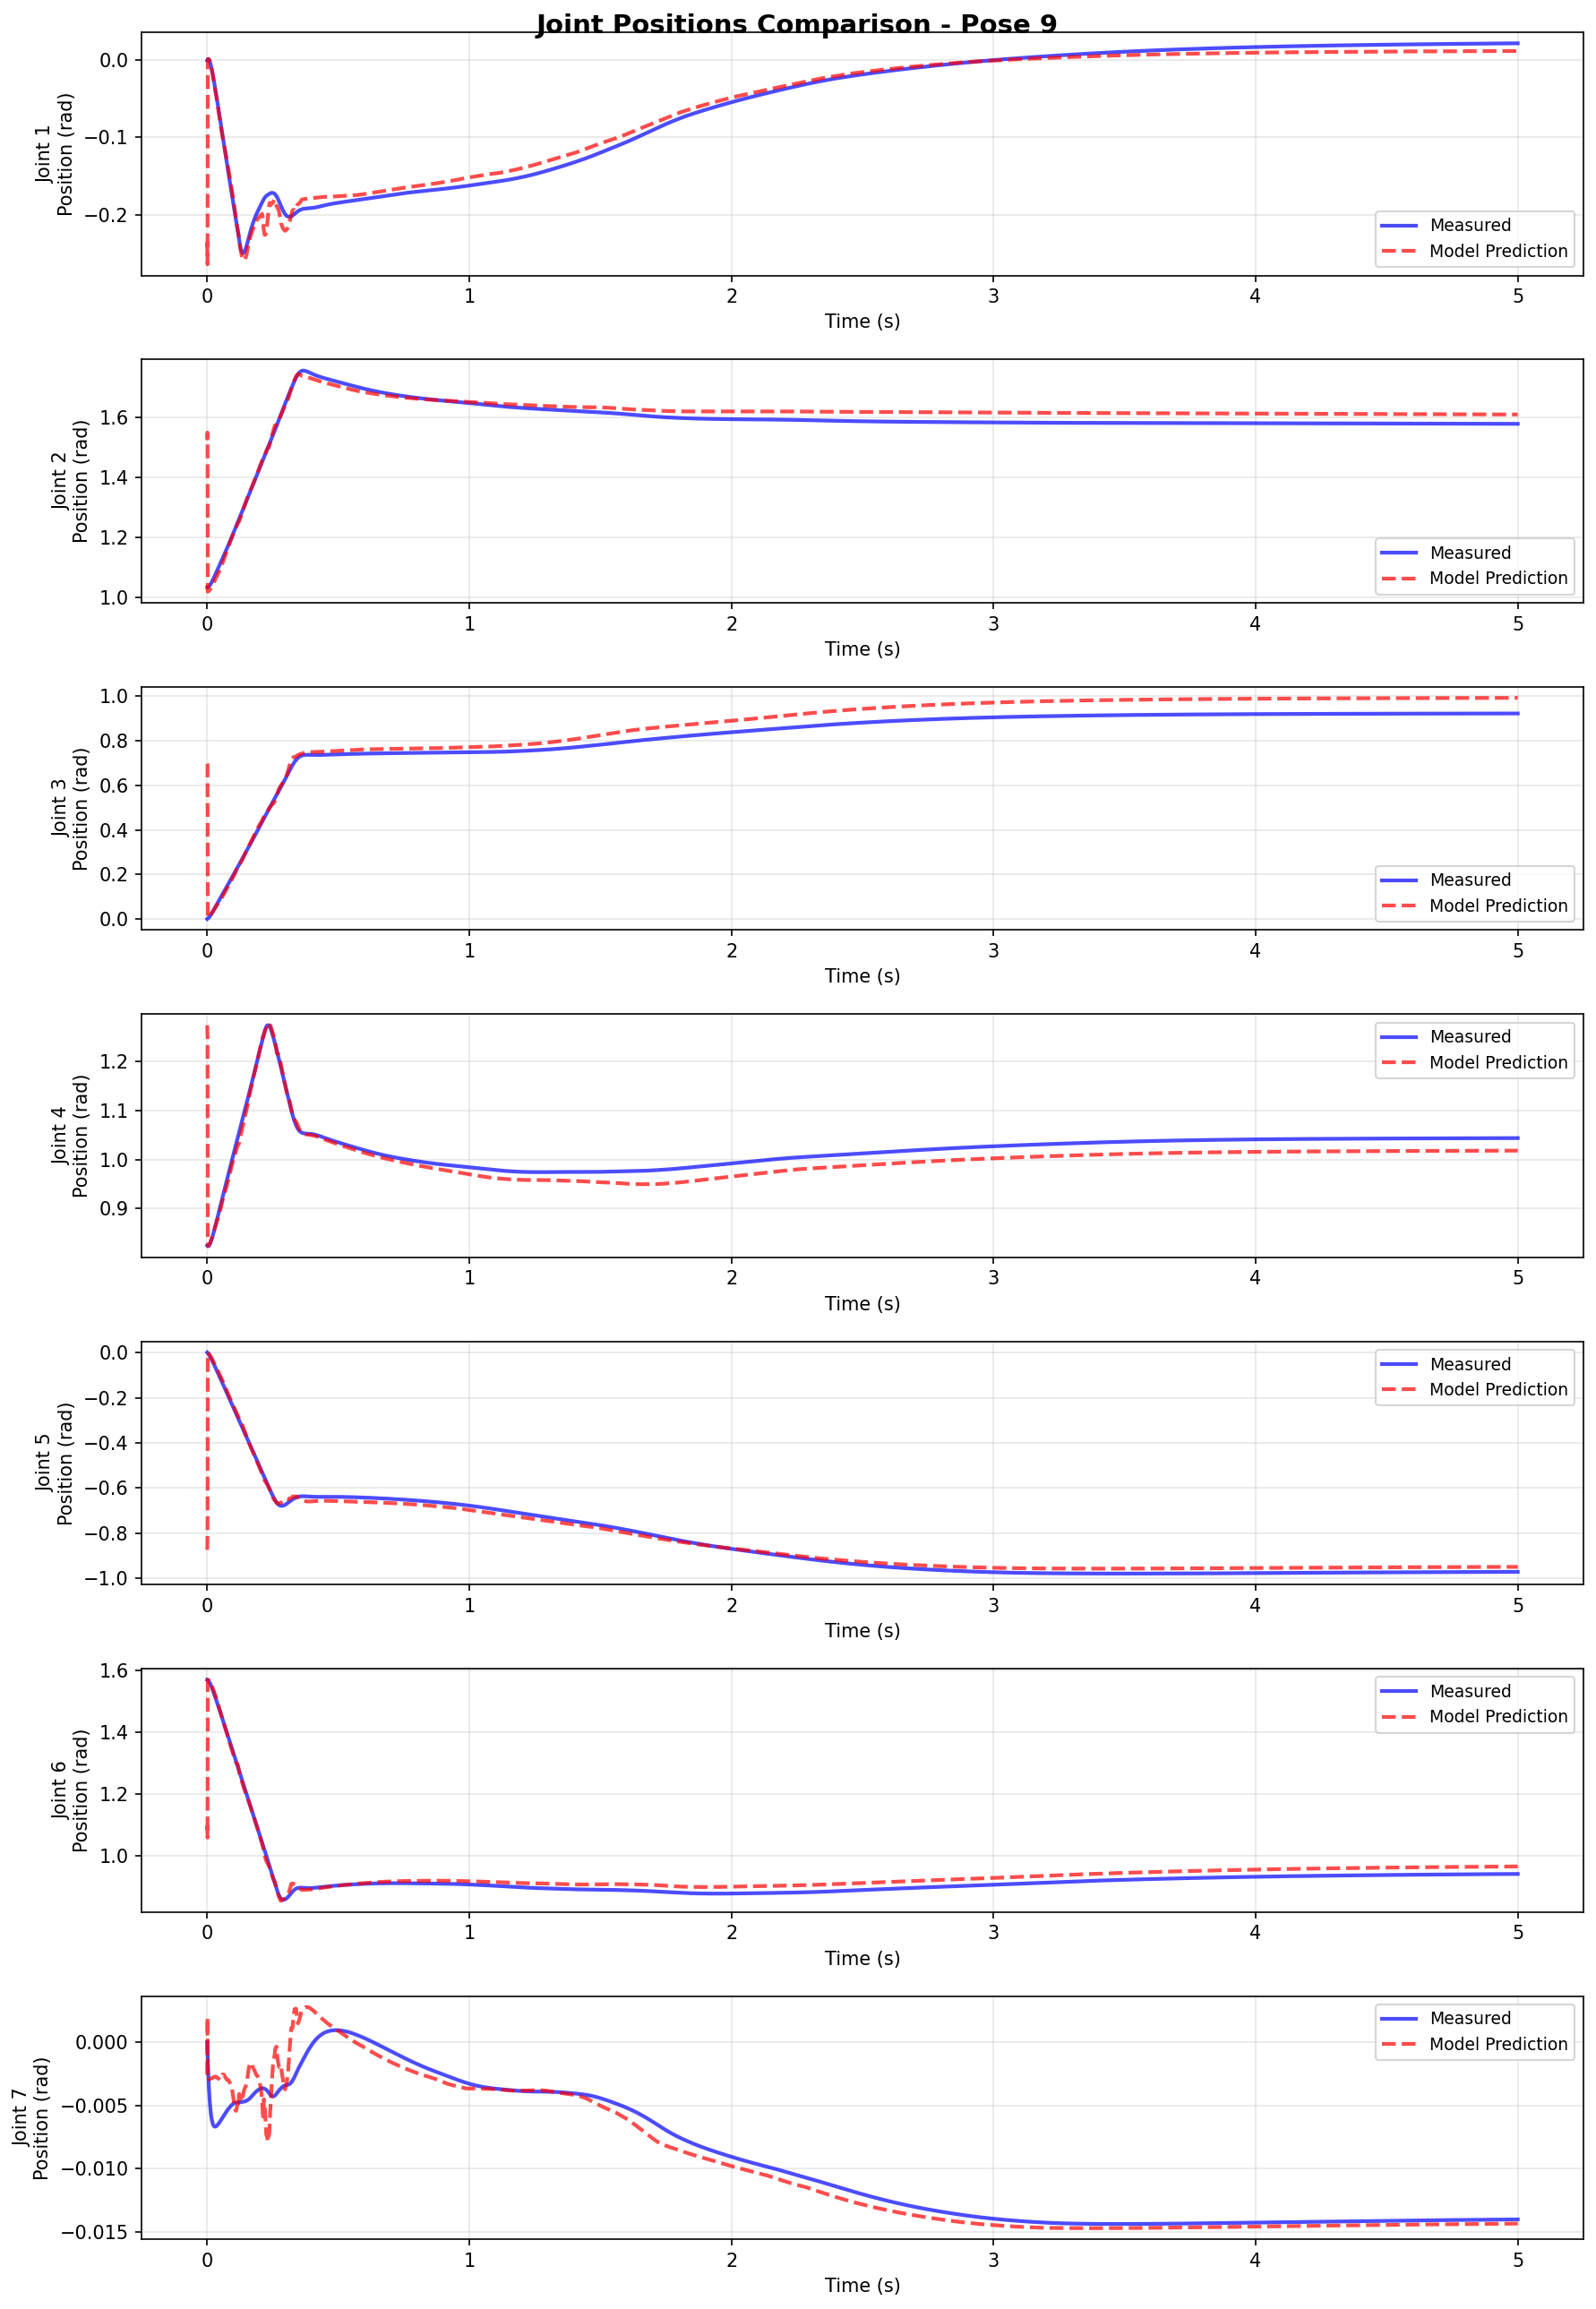 Joint Positions Comparison - Pose 9
Joint 1
Position (rad)
0.0
−0.1
−0.2
Measured
Model Prediction
0 1 2 3 4 5
Time (s)
Joint 2
Position (rad)
1.6
1.4
1.2
1.0
Measured
Model Prediction
0 1 2 3 4 5
Time (s)
Joint 3
Position (rad)
1.0
0.8
0.6
0.4
0.2
0.0
Measured
Model Prediction
0 1 2 3 4 5
Time (s)
Joint 4
Position (rad)
1.2
1.1
1.0
0.9
Measured
Model Prediction
0 1 2 3 4 5
Time (s)
Joint 5
Position (rad)
0.0
−0.2
−0.4
−0.6
−0.8
−1.0
Measured
Model Prediction
0 1 2 3 4 5
Time (s)
Joint 6
Position (rad)
1.6
1.4
1.2
1.0
Measured
Model Prediction
0 1 2 3 4 5
Time (s)
Joint 7
Position (rad)
0.000
−0.005
−0.010
−0.015
Measured
Model Prediction
0 1 2 3 4 5
Time (s)